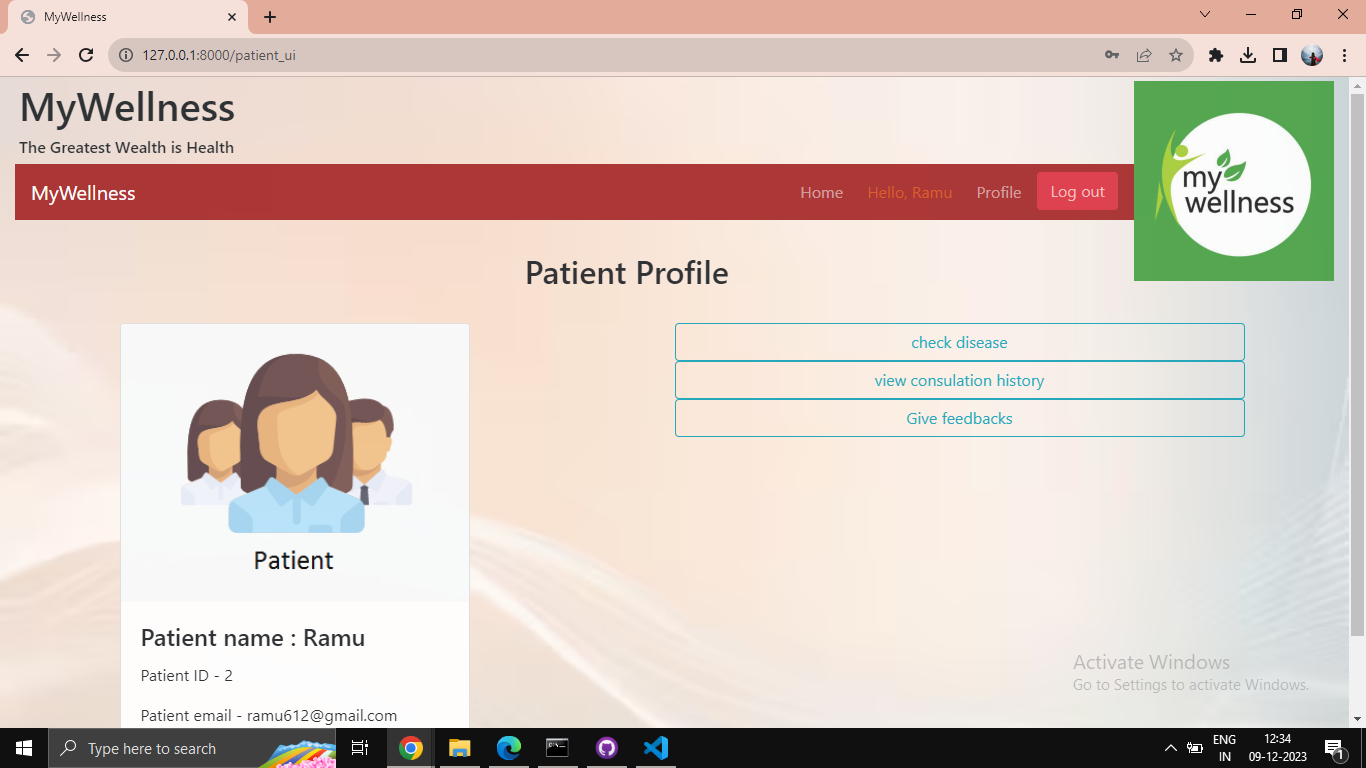 MyWellness
127.0.0.1:8000/patient_ui
MyWellness
The Greatest Wealth is Health
MyWellness
Home
Hello, Ramu
Profile
Log out
my
wellness
Patient Profile
check disease
view consulation history
Give feedbacks
Patient
Patient name : Ramu
Patient ID - 2
Patient email - ramu612@gmail.com
Activate Windows
Go to Settings to activate Windows.
Type here to search
ENG
IN
12:34
09-12-2023
1